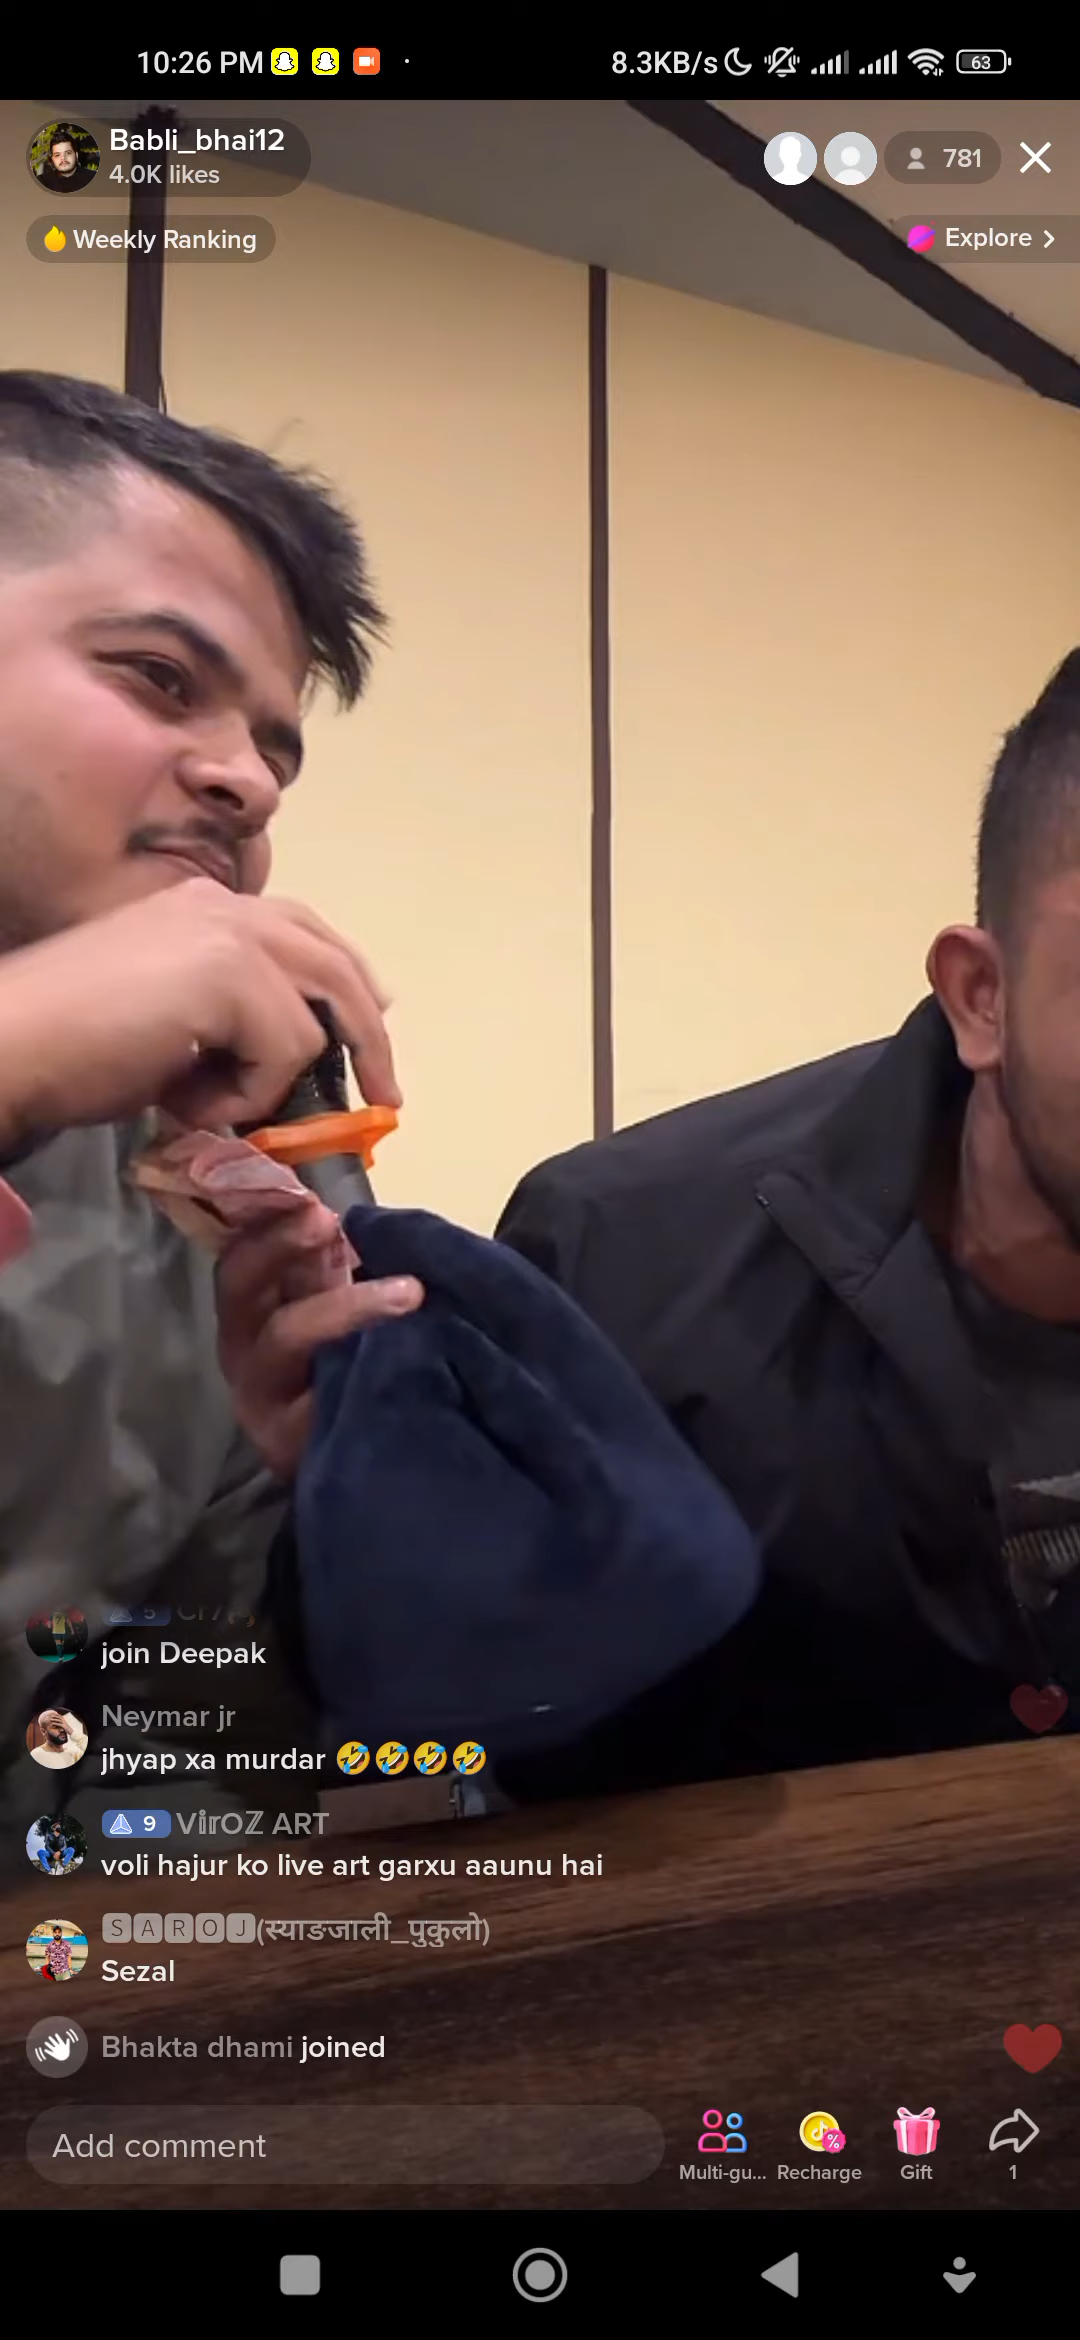 10:26 PM
8.3KB/s
63
Babli_bhai12
4.0K likes
781
Weekly Ranking
Explore
5
join Deepak
Neymar jr
jhyap xa murdar 🤣🤣🤣🤣
9 V𝕚𝕣O𝕫 ART
voli hajur ko live art garxu aaunu hai
🅂🄰🅁🄾🄹(स्याङजाली_पुकुलो)
Sezal
Bhakta dhami joined
Add comment
Multi-gu...
Recharge
Gift
1